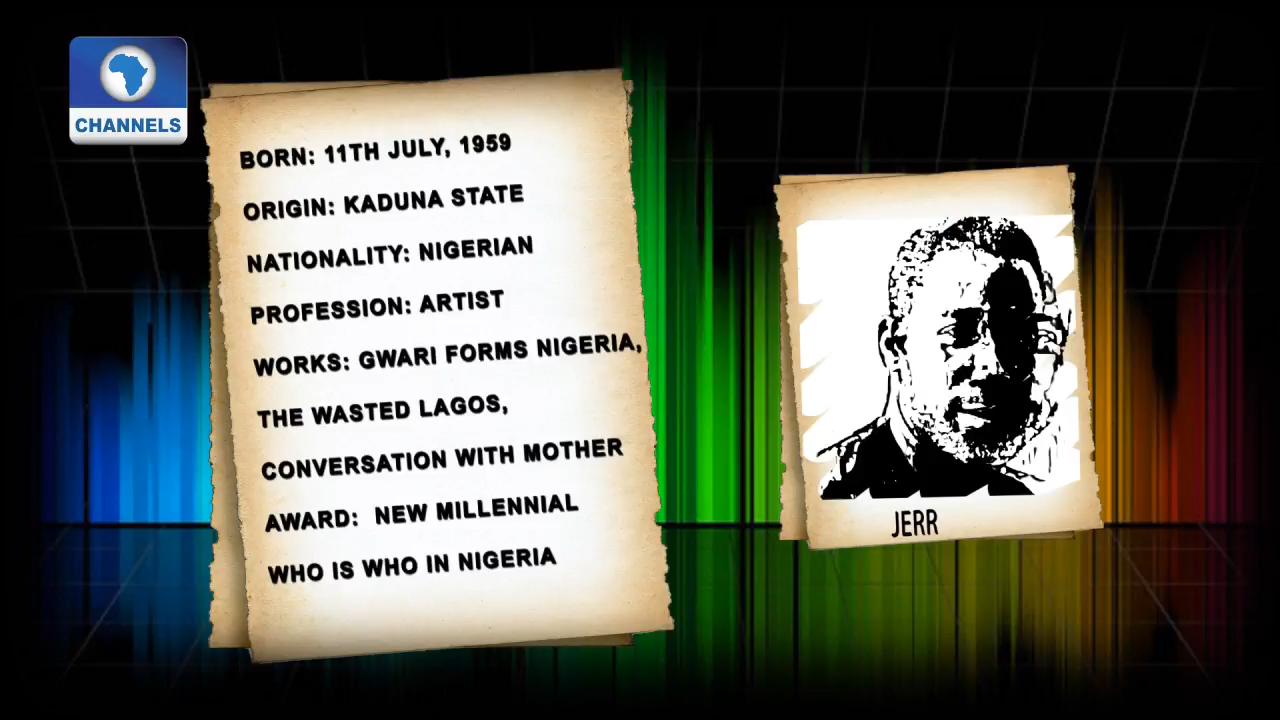 CHANNELS
BORN: 11TH JULY, 1959
ORIGIN: KADUNA STATE
NATIONALITY: NIGERIAN
PROFESSION: ARTIST
WORKS: GWARI FORMS NIGERIA,
THE WASTED LAGOS,
CONVERSATION WITH MOTHER
AWARD: NEW MILLENNIAL
WHO IS WHO IN NIGERIA
JERR